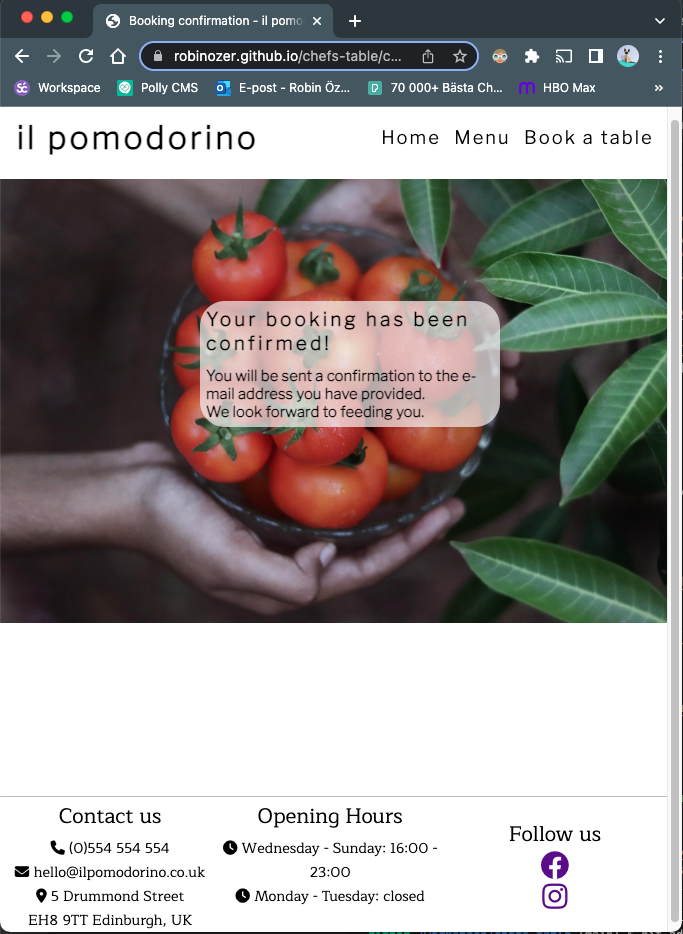 Booking confirmation - il pomo
robinozer.github.io/chefs-table/c...
Workspace
Polly CMS
E-post - Robin Öz...
70 000+ Bästa Ch...
HBO Max
»
il pomodorino
Home Menu Book a table
Your booking has been
confirmed!
You will be sent a confirmation to the e-
mail address you have provided.
We look forward to feeding you.
Contact us
(0)554 554 554
hello@ilpomodorino.co.uk
5 Drummond Street
EH8 9TT Edinburgh, UK
Opening Hours
Wednesday - Sunday: 16:00 -
23:00
Monday - Tuesday: closed
Follow us